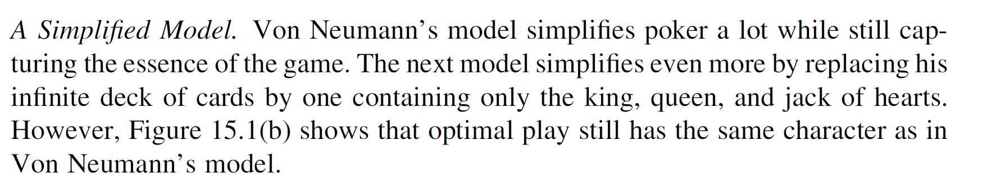 A Simplified Model. Von Neumann’s model simplifies poker a lot while still cap-
turing the essence of the game. The next model simplifies even more by replacing his
infinite deck of cards by one containing only the king, queen, and jack of hearts.
However, Figure 15.1(b) shows that optimal play still has the same character as in
Von Neumann’s model.